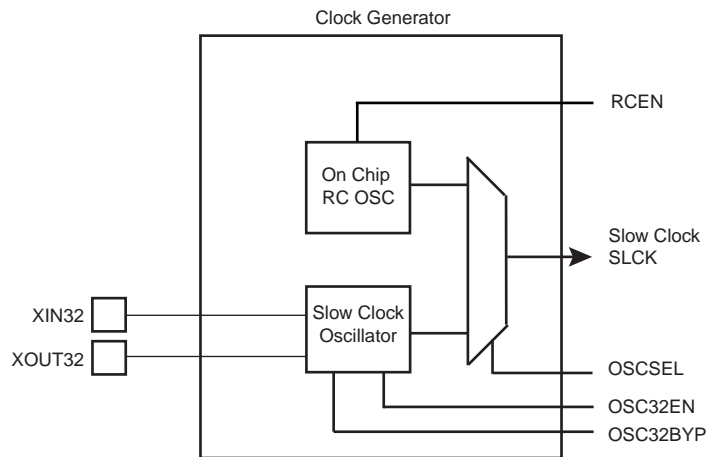 Clock Generator
RCEN
On Chip
RC OSC
Slow Clock
SLCK
XIN32
Slow Clock
Oscillator
XOUT32
OSCSEL
OSC32EN
OSC32BYP